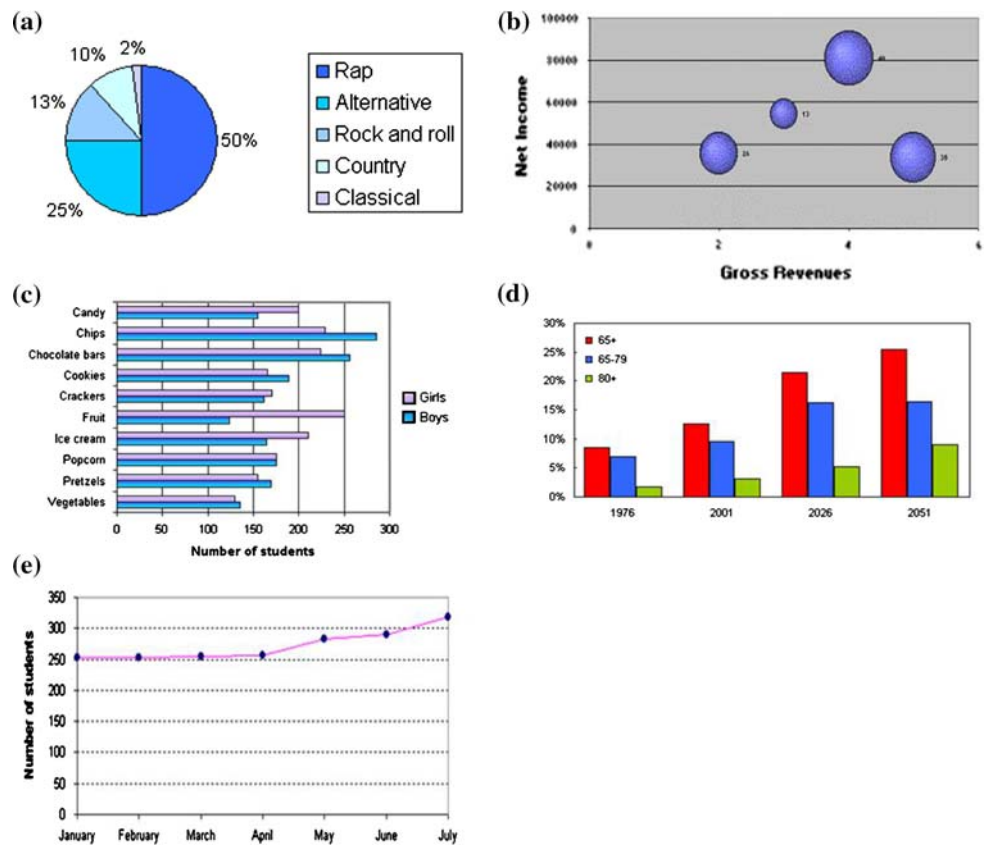 (a)
2%
10%
13%
50%
25%
Rap
Alternative
Rock and roll
Country
Classical
(b)
100000
80000
60000
40000
20000
0
0 2 4 6
13
Net Income
Gross Revenues
(c)
Candy
Chips
Chocolate bars
Cookies
Crackers
Fruit
Ice cream
Popcorn
Pretzels
Vegetables
0 50 100 150 200 250 300
Number of students
Girls
Boys
(d)
30%
25%
20%
15%
10%
5%
0%
65+
65-79
80+
1976 2001 2026 2051
(e)
350
300
250
200
150
100
50
0
Number of students
January February March April May June July